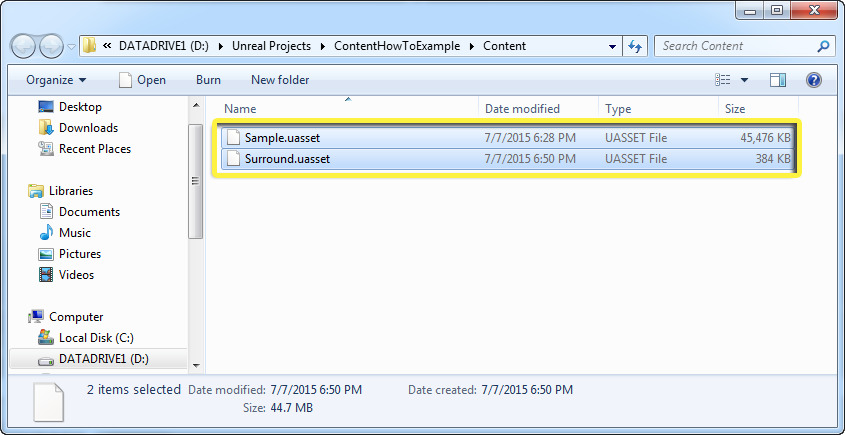 « DATADRIVE1 (D:) ▸ Unreal Projects ▸ ContentHowToExample ▸ Content Search Content
Organize Open Burn New folder
Name Date modified Type Size
Desktop
Downloads
Recent Places
Libraries
Documents
Music
Pictures
Videos
Computer
Local Disk (C:)
DATADRIVE1 (D:)
Sample.uasset 7/7/2015 6:28 PM UASSET File 45,476 KB
Surround.uasset 7/7/2015 6:50 PM UASSET File 384 KB
2 items selected Date modified: 7/7/2015 6:50 PM Date created: 7/7/2015 6:50 PM
Size: 44.7 MB